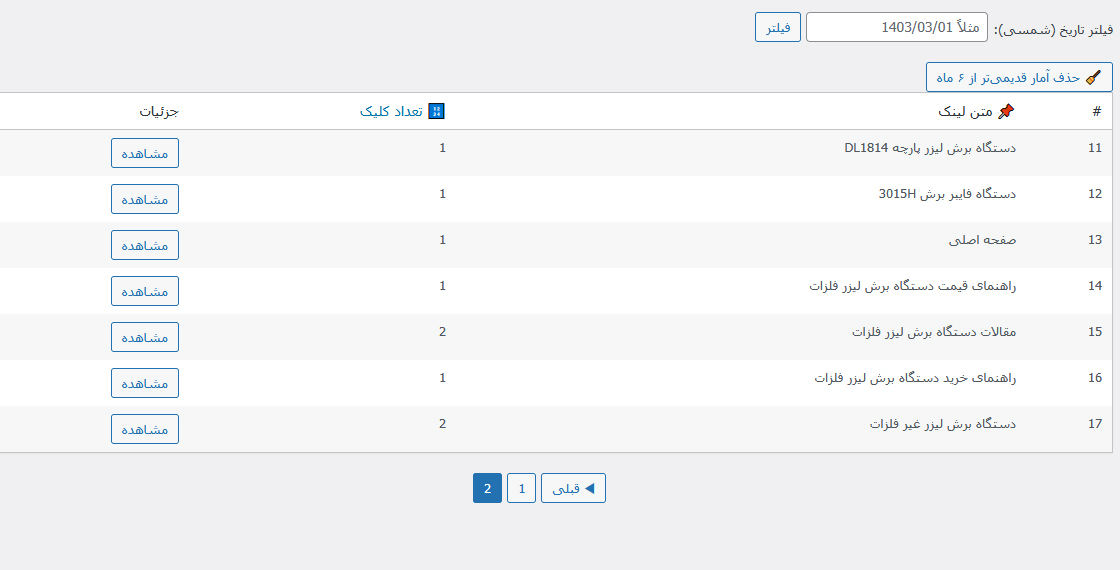 فیلتر تاریخ (شمسی): مثلاً 1403/03/01 فیلتر
🧹 حذف آمار قدیمی‌تر از ۶ ماه
# 📌 متن لینک 🔢 تعداد کلیک جزئیات
11 دستگاه برش لیزر پارچه DL1814 1 مشاهده
12 دستگاه فایبر برش 3015H 1 مشاهده
13 صفحه اصلی 1 مشاهده
14 راهنمای قیمت دستگاه برش لیزر فلزات 1 مشاهده
15 مقالات دستگاه برش لیزر فلزات 2 مشاهده
16 راهنمای خرید دستگاه برش لیزر فلزات 1 مشاهده
17 دستگاه برش لیزر غیر فلزات 2 مشاهده
◀ قبلی 1 2